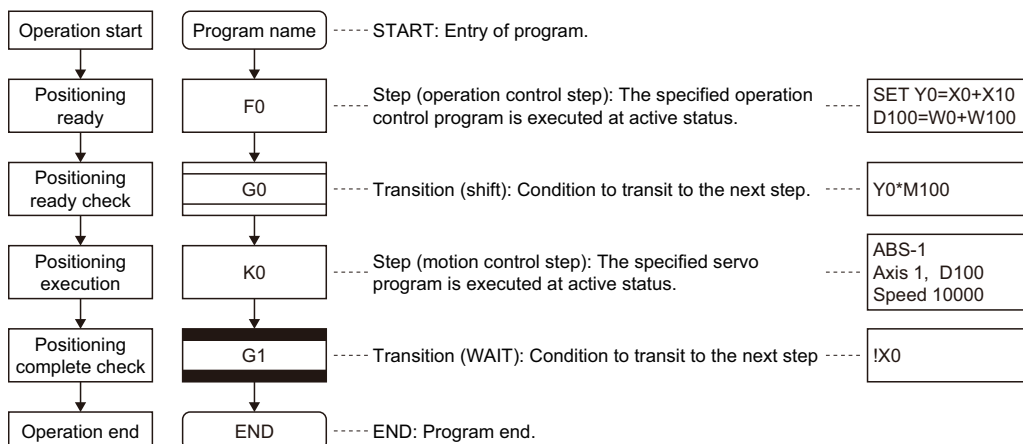 Operation start
Program name
START: Entry of program.
Positioning
ready
F0
Step (operation control step): The specified operation
control program is executed at active status.
SET Y0=X0+X10
D100=W0+W100
Positioning
ready check
G0
Transition (shift): Condition to transit to the next step.
Y0*M100
Positioning
execution
K0
Step (motion control step): The specified servo
program is executed at active status.
ABS-1
Axis 1, D100
Speed 10000
Positioning
complete check
G1
Transition (WAIT): Condition to transit to the next step
!X0
Operation end
END
END: Program end.